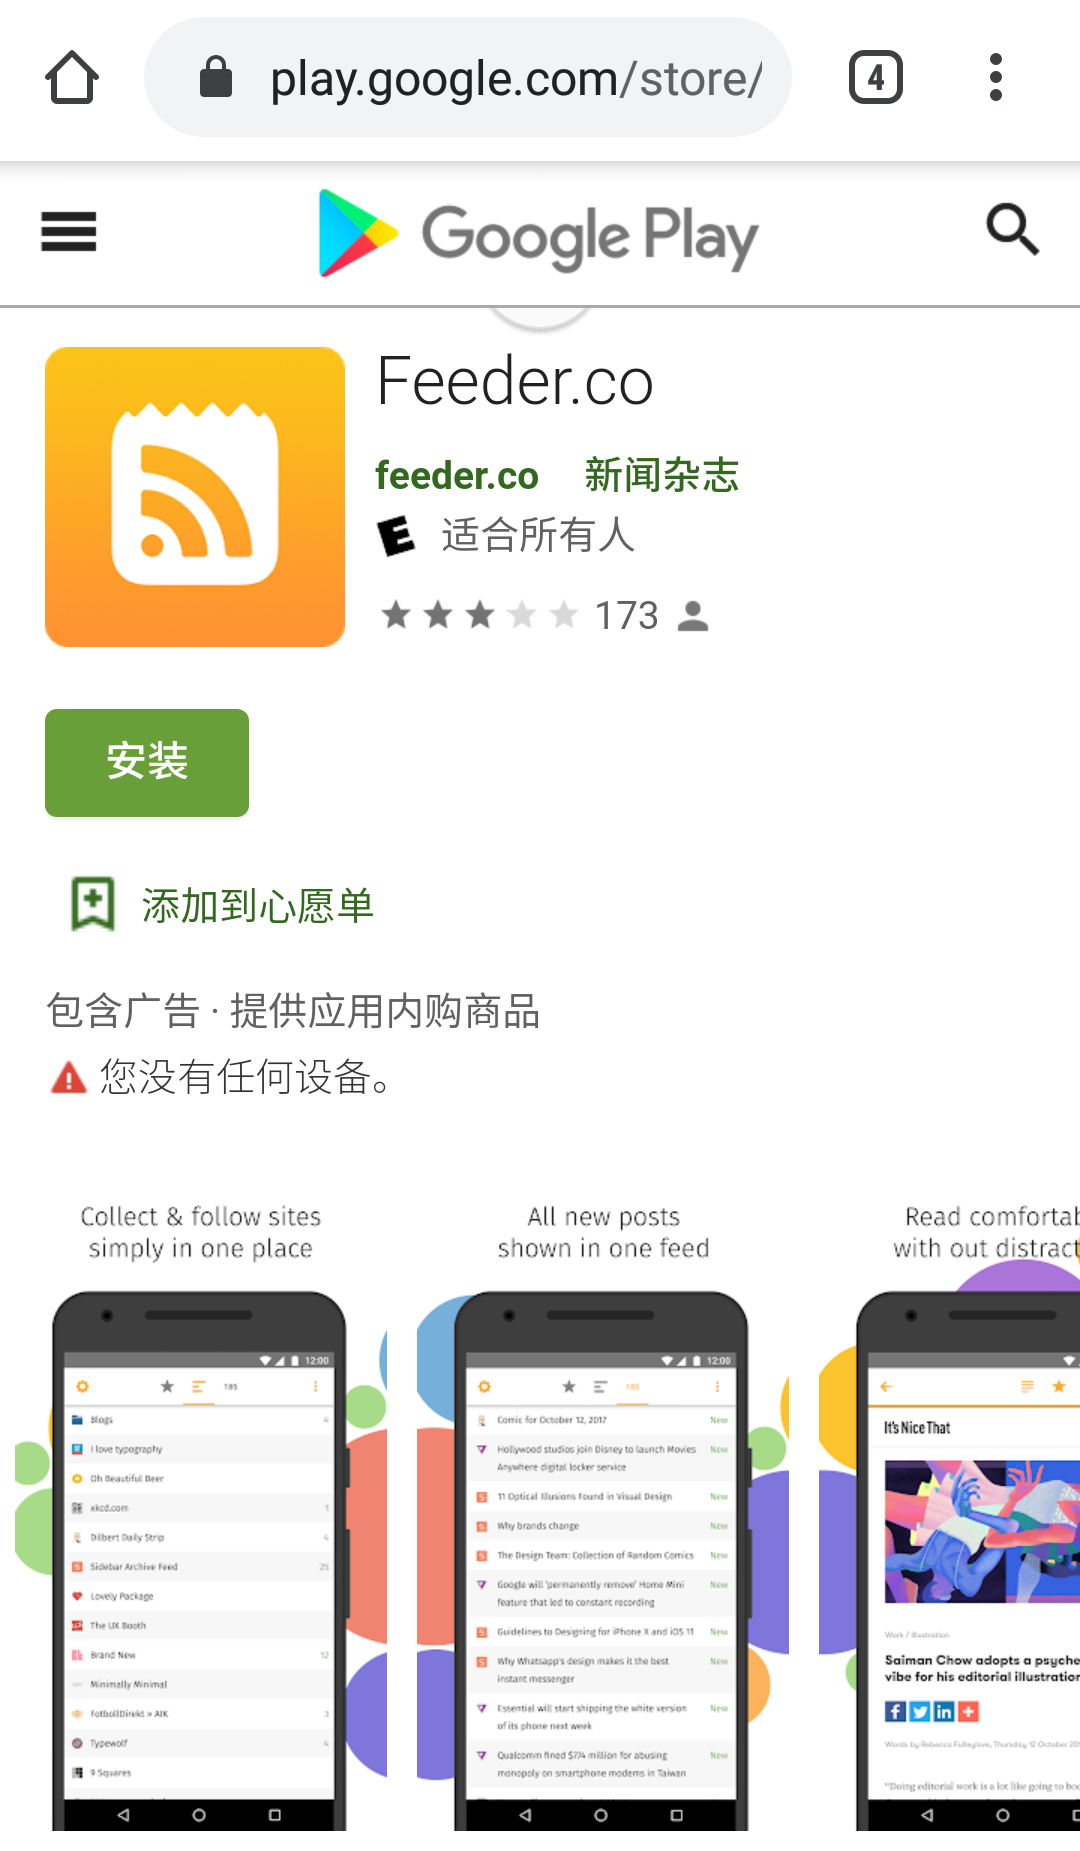 play.google.com/store/
4
Google Play
Feeder.co
feeder.co 新闻杂志
E 适合所有人
173
安装
添加到心愿单
包含广告 · 提供应用内购商品
您没有任何设备。
Collect & follow sites
simply in one place
12:00
185
Blogs 4
I love typography
Oh Beautiful Beer
xkcd.com 1
Dilbert Daily Strip 4
Sidebar Archive Feed 25
Lovely Package
The UX Booth
Brand New 12
Minimally Minimal
FotbollDirekt » AIK 3
Typewolf 4
9 Squares
All new posts
shown in one feed
12:00
185
Comic for October 12, 2017 New
Hollywood studios join Disney to launch Movies New
Anywhere digital locker service
11 Optical Illusions Found in Visual Design New
Why brands change New
The Design Team: Collection of Random Comics New
Google will 'permanently remove' Home Mini New
feature that led to constant recording
Guidelines to Designing for iPhone X and iOS 11 New
Why Whatsapp's design makes it the best New
instant messenger
Essential will start shipping the white version New
of its phone next week
Qualcomm fined $774 million for abusing New
monopoly on smartphone modems in Taiwan
Read comfortab
with out distract
It's Nice That
Work / Illustration
Saiman Chow adopts a psyche
vibe for his editorial illustration
Words by Rebecca Fulleylove, Thursday 12 October 201
"Doing editorial work is a lot like going to boo